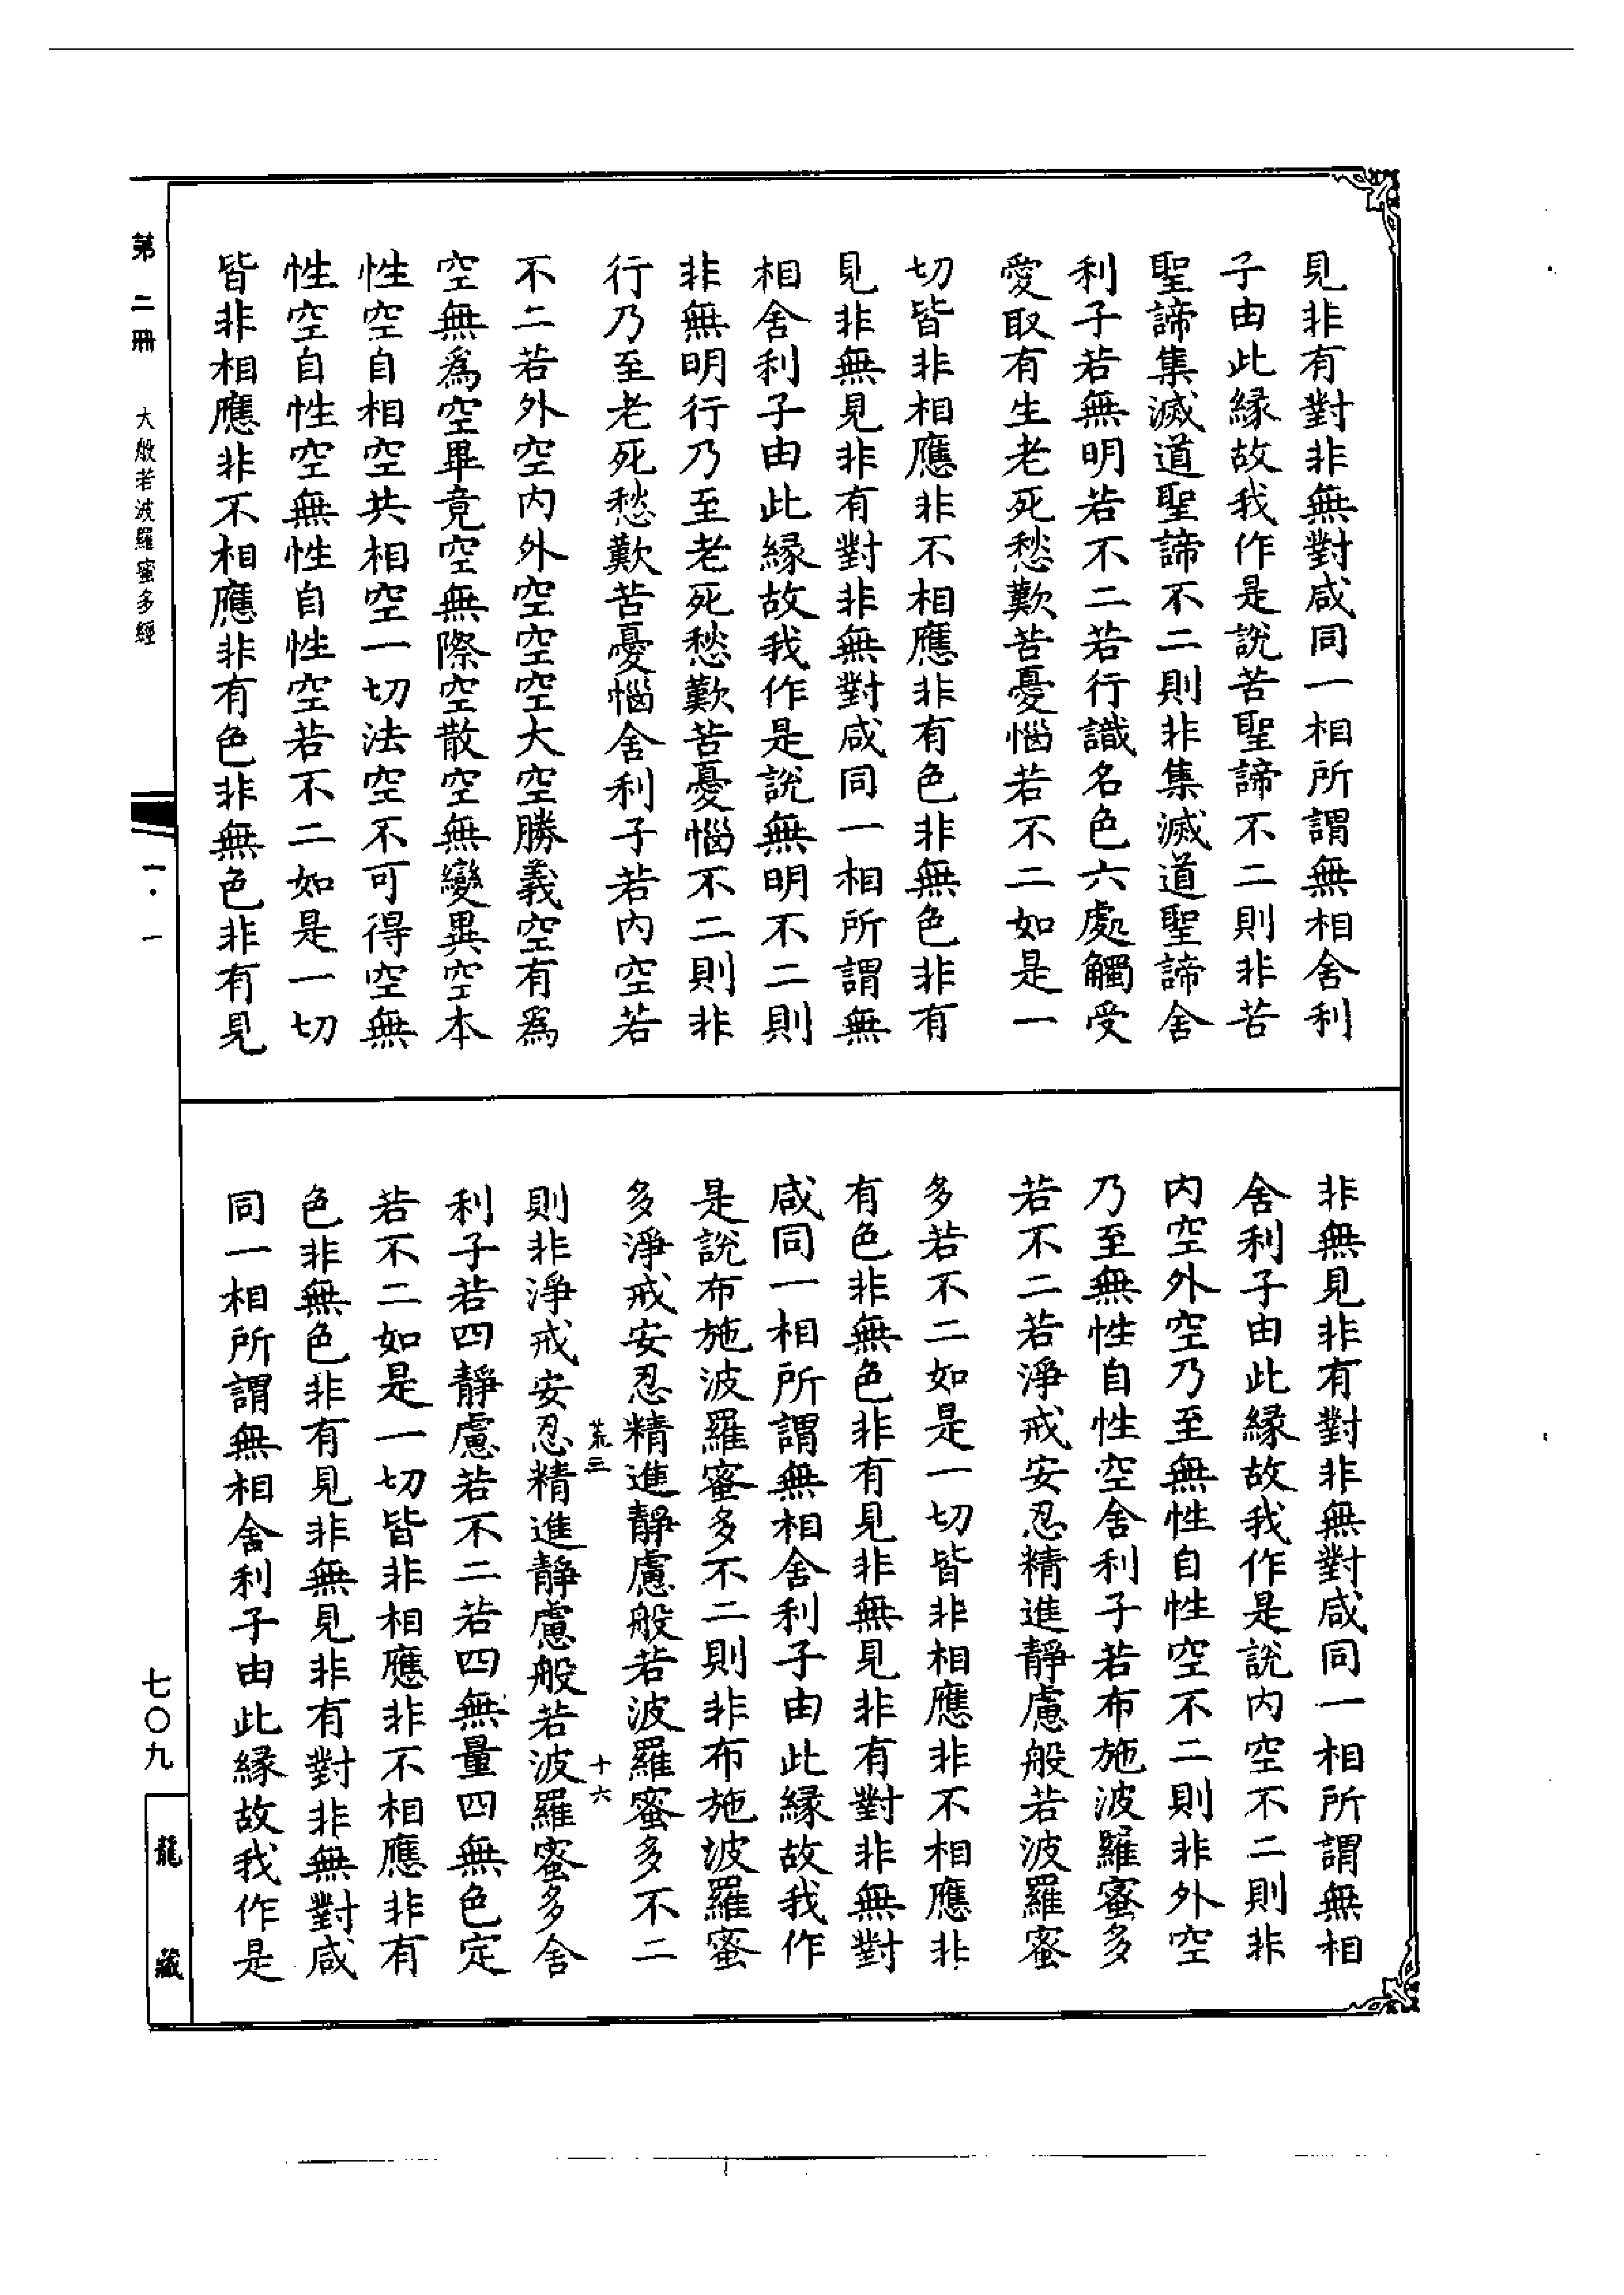 見非有對非無對咸同一相所謂無相舍利
子由此緣故我作是說苦聖諦不二則非苦
聖諦集滅道聖諦不二則非集滅道聖諦舍
利子若無明若不二若行識名色六處觸受
愛取有生老死愁歎苦憂惱若不二如是一
切皆非相應非不相應非有色非無色非有
見非無見非有對非無對咸同一相所謂無
相舍利子由此緣故我作是說無明不二則
非無明行乃至老死愁歎苦憂惱不二則非
行乃至老死愁歎苦憂惱舍利子若內空若
不二若外空內外空空空大空勝義空有為
空無為空畢竟空無際空散空無變異空本
性空自相空共相空一切法空不可得空無
性空自性空無性自性空若不二如是一切
皆非相應非不相應非有色非無色非有見
非無見非有對非無對咸同一相所謂無相
舍利子由此緣故我作是說內空不二則非
內空外空乃至無性自性空不二則非外空
乃至無性自性空舍利子若布施波羅蜜多
若不二若淨戒安忍精進靜慮般若波羅蜜
多若不二如是一切皆非相應非不相應非
有色非無色非有見非無見非有對非無對
咸同一相所謂無相舍利子由此緣故我作
是說布施波羅蜜多不二則非布施波羅蜜
多淨戒安忍精進靜慮般若波羅蜜多不二
荒三 十六
則非淨戒安忍精進靜慮般若波羅蜜多舍
利子若四靜慮若不二若四無量四無色定
若不二如是一切皆非相應非不相應非有
色非無色非有見非無見非有對非無對咸
同一相所謂無相舍利子由此緣故我作是
第二冊 大般若波羅蜜多經 一·一 七〇九
龍藏